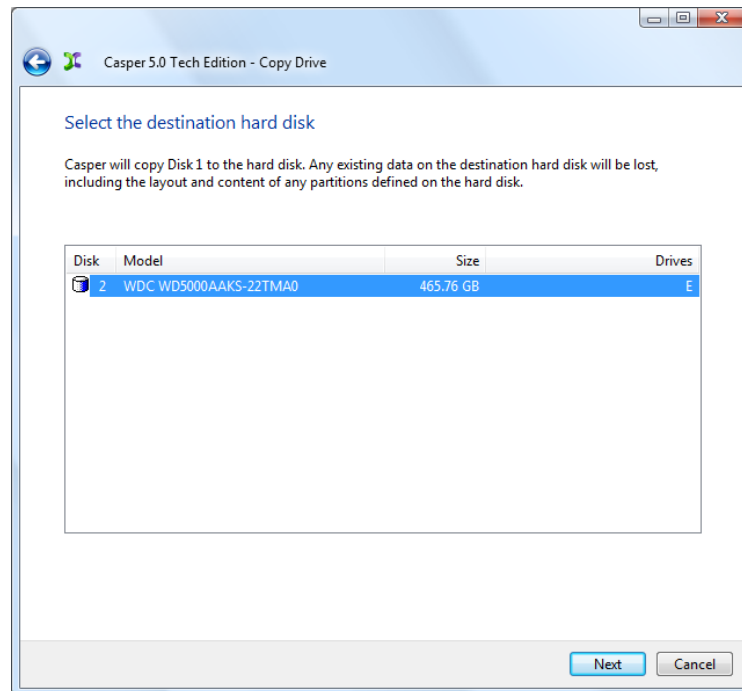 Casper 5.0 Tech Edition - Copy Drive
Select the destination hard disk
Casper will copy Disk 1 to the hard disk. Any existing data on the destination hard disk will be lost,
including the layout and content of any partitions defined on the hard disk.
Disk Model Size Drives
2 WDC WD5000AAKS-22TMA0 465.76 GB E
Next Cancel